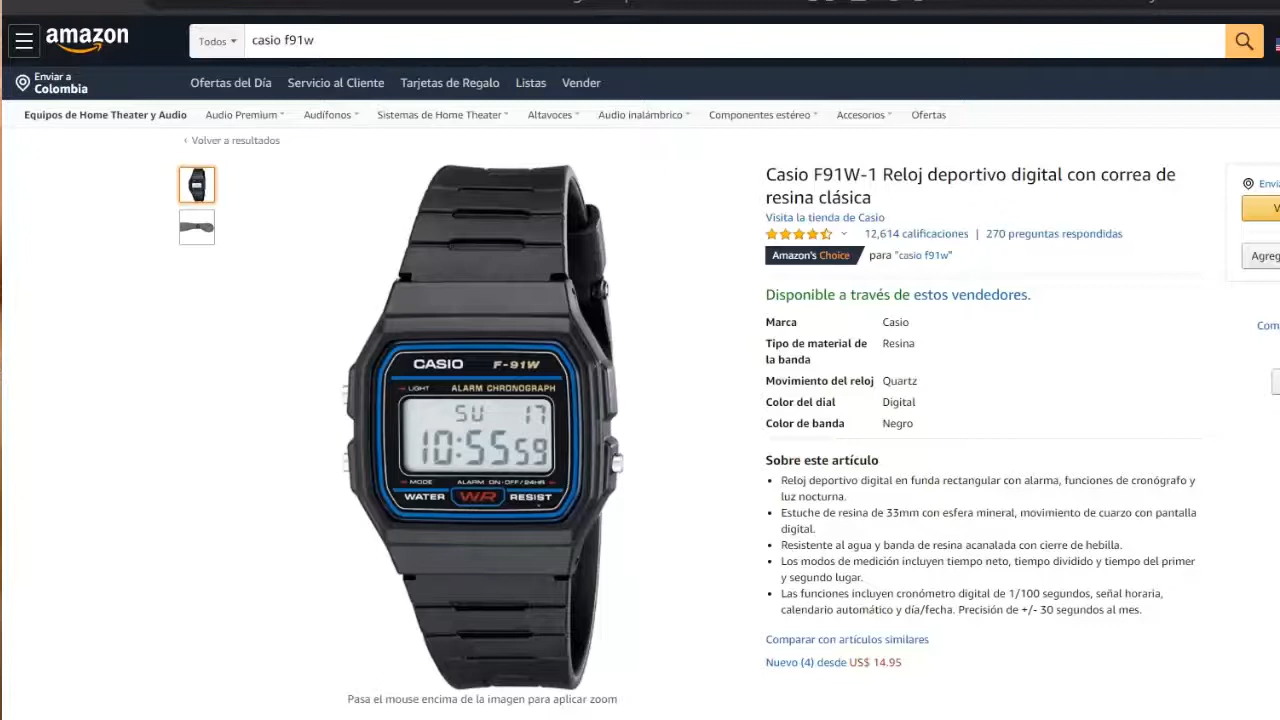 amazon
Todos
casio f91w
Enviar a
Colombia
Ofertas del Día
Servicio al Cliente
Tarjetas de Regalo
Listas
Vender
Equipos de Home Theater y Audio
Audio Premium
Audífonos
Sistemas de Home Theater
Altavoces
Audio inalámbrico
Componentes estéreo
Accesorios
Ofertas
‹ Volver a resultados
CASIO F-91W
LIGHT ALARM CHRONOGRAPH
SU 17
10:55 59
MODE ALARM ON·OFF/24HR
WATER WR RESIST
Pasa el mouse encima de la imagen para aplicar zoom
Casio F91W-1 Reloj deportivo digital con correa de
resina clásica
Visita la tienda de Casio
12,614 calificaciones | 270 preguntas respondidas
Amazon's Choice para "casio f91w"
Disponible a través de estos vendedores.
Marca Casio
Tipo de material de Resina
la banda
Movimiento del reloj Quartz
Color del dial Digital
Color de banda Negro
Sobre este artículo
• Reloj deportivo digital en funda rectangular con alarma, funciones de cronógrafo y
luz nocturna.
• Estuche de resina de 33mm con esfera mineral, movimiento de cuarzo con pantalla
digital.
• Resistente al agua y banda de resina acanalada con cierre de hebilla.
• Los modos de medición incluyen tiempo neto, tiempo dividido y tiempo del primer
y segundo lugar.
• Las funciones incluyen cronómetro digital de 1/100 segundos, señal horaria,
calendario automático y día/fecha. Precisión de +/- 30 segundos al mes.
Comparar con artículos similares
Nuevo (4) desde US$ 14.95